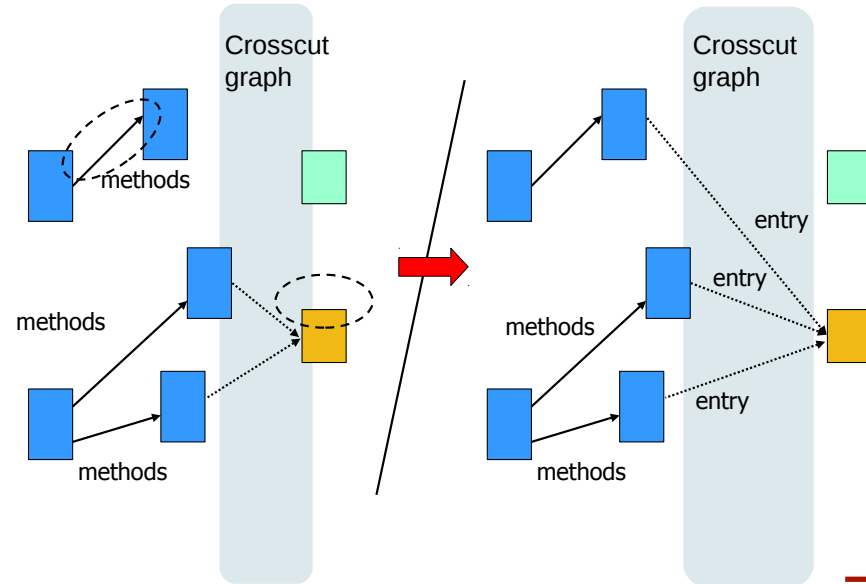 Crosscut
graph
methods
methods
methods
Crosscut
graph
entry
entry
methods
entry
methods